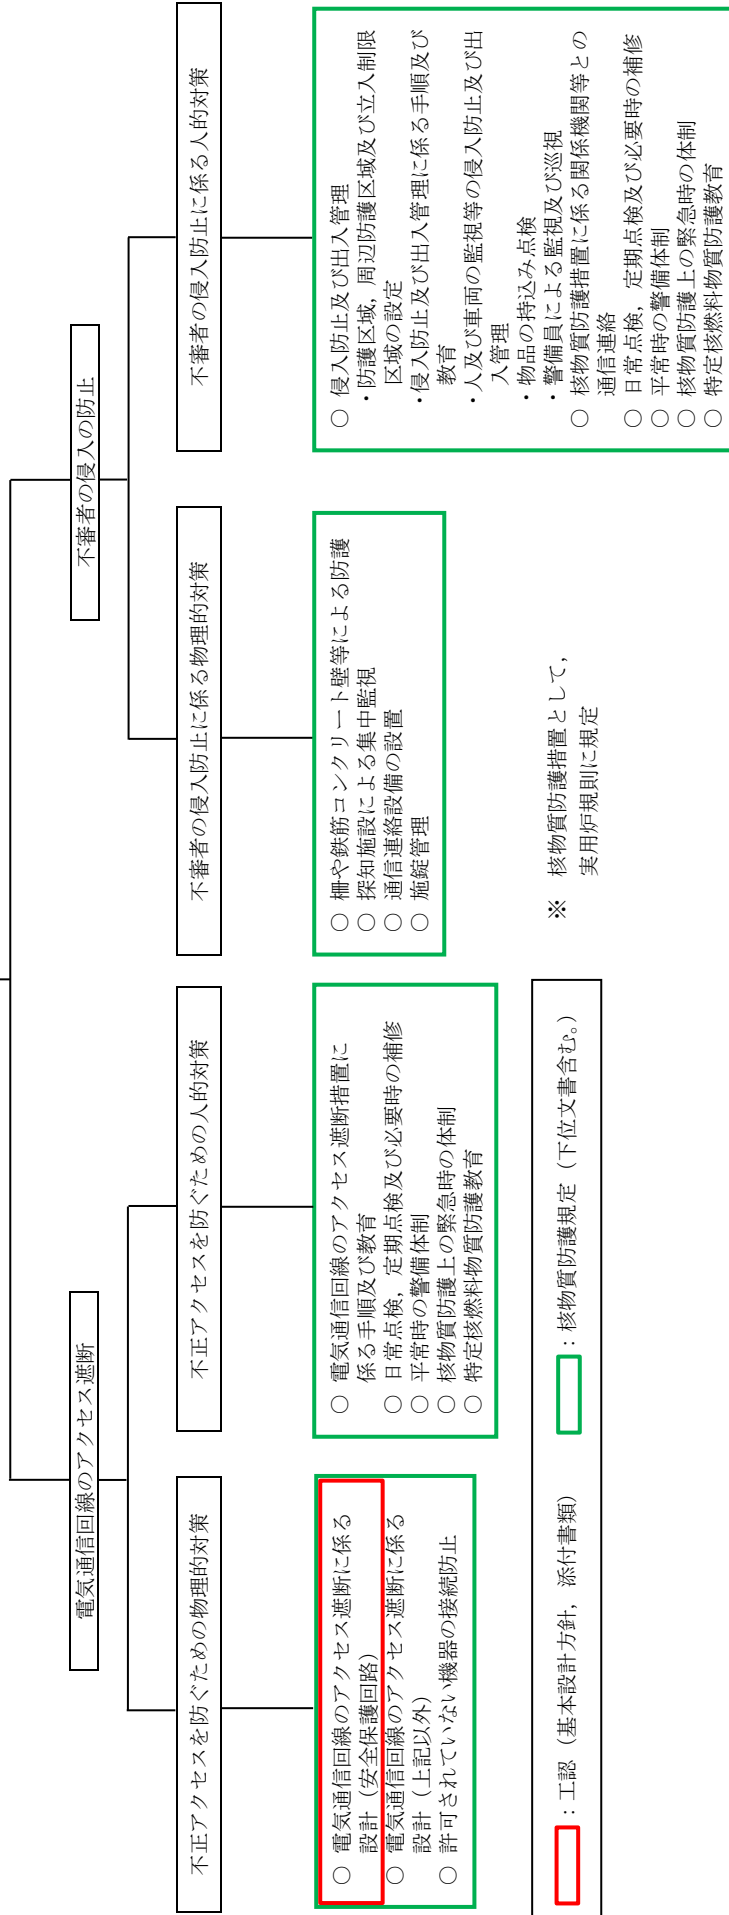 電気通信回線のアクセス遮断
不審者の侵入の防止
不正アクセスを防ぐための物理的対策
不正アクセスを防ぐための人的対策
不審者の侵入防止に係る物理的対策
不審者の侵入防止に係る人的対策
○ 電気通信回線のアクセス遮断に係る
設計（安全保護回路）
○ 電気通信回線のアクセス遮断に係る
設計（上記以外）
○ 許可されていない機器の接続防止
○ 電気通信回線のアクセス遮断措置に
係る手順及び教育
○ 日常点検，定期点検及び必要時の補修
○ 平常時の警備体制
○ 核物質防護上の緊急時の体制
○ 特定核燃料物質防護教育
○ 柵や鉄筋コンクリート壁等による防護
○ 探知施設による集中監視
○ 通信連絡設備の設置
○ 施錠管理
○ 侵入防止及び出入管理
・防護区域，周辺防護区域及び立入制限
区域の設定
・侵入防止及び出入管理に係る手順及び
教育
・人及び車両の監視等の侵入防止及び出
入管理
・物品の持込み点検
・警備員による監視及び巡視
○ 核物質防護措置に係る関係機関等との
通信連絡
○ 日常点検，定期点検及び必要時の補修
○ 平常時の警備体制
○ 核物質防護上の緊急時の体制
○ 特定核燃料物質防護教育
：工認（基本設計方針，添付書類）
：核物質防護規定（下位文書含む。）
※ 核物質防護措置として，
実用炉規則に規定